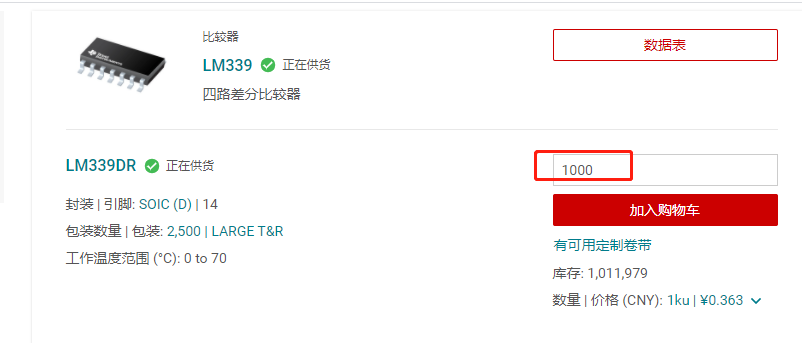 比较器
LM339 正在供货
四路差分比较器
数据表
LM339DR 正在供货
封装 | 引脚: SOIC (D) | 14
包装数量 | 包装: 2,500 | LARGE T&R
工作温度范围 (°C): 0 to 70
1000
加入购物车
有可用定制卷带
库存: 1,011,979
数量 | 价格 (CNY): 1ku | ¥0.363